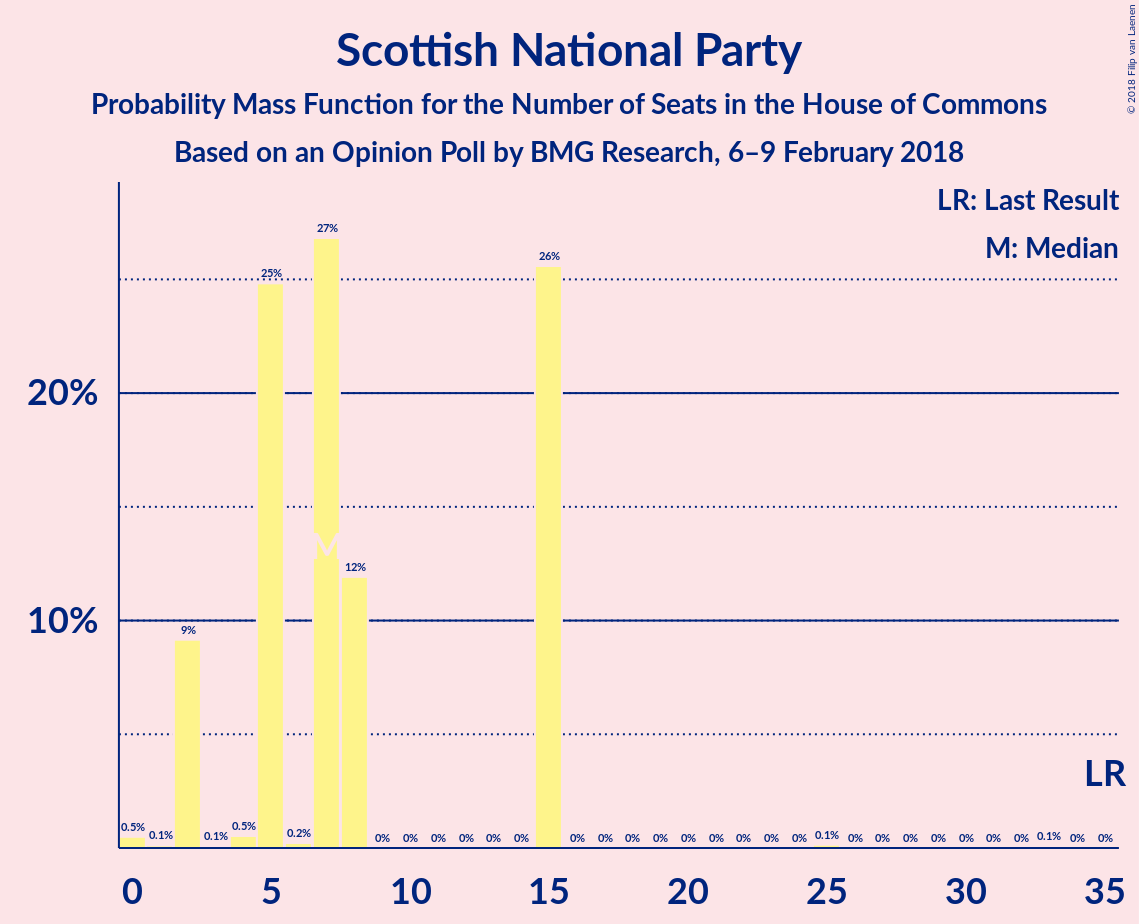 Scottish National Party
Probability Mass Function for the Number of Seats in the House of Commons
Based on an Opinion Poll by BMG Research, 6–9 February 2018
© 2018 Filip van Laenen
LR: Last Result
M: Median
27%
26%
25%
20%
M
12%
10%
9%
LR
0.5% 0.1% 0.1% 0.5% 0.2% 0% 0% 0% 0% 0% 0% 0% 0% 0% 0% 0% 0% 0% 0% 0% 0.1% 0% 0% 0% 0% 0% 0% 0% 0.1% 0% 0%
0 5 10 15 20 25 30 35